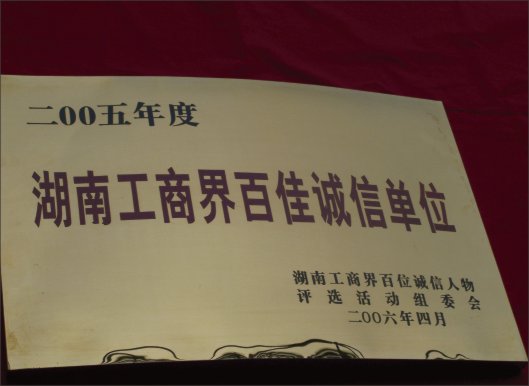 二00五年度
湖南工商界百佳诚信单位
湖南工商界百位诚信人物
评选活动组委会
二00六年四月